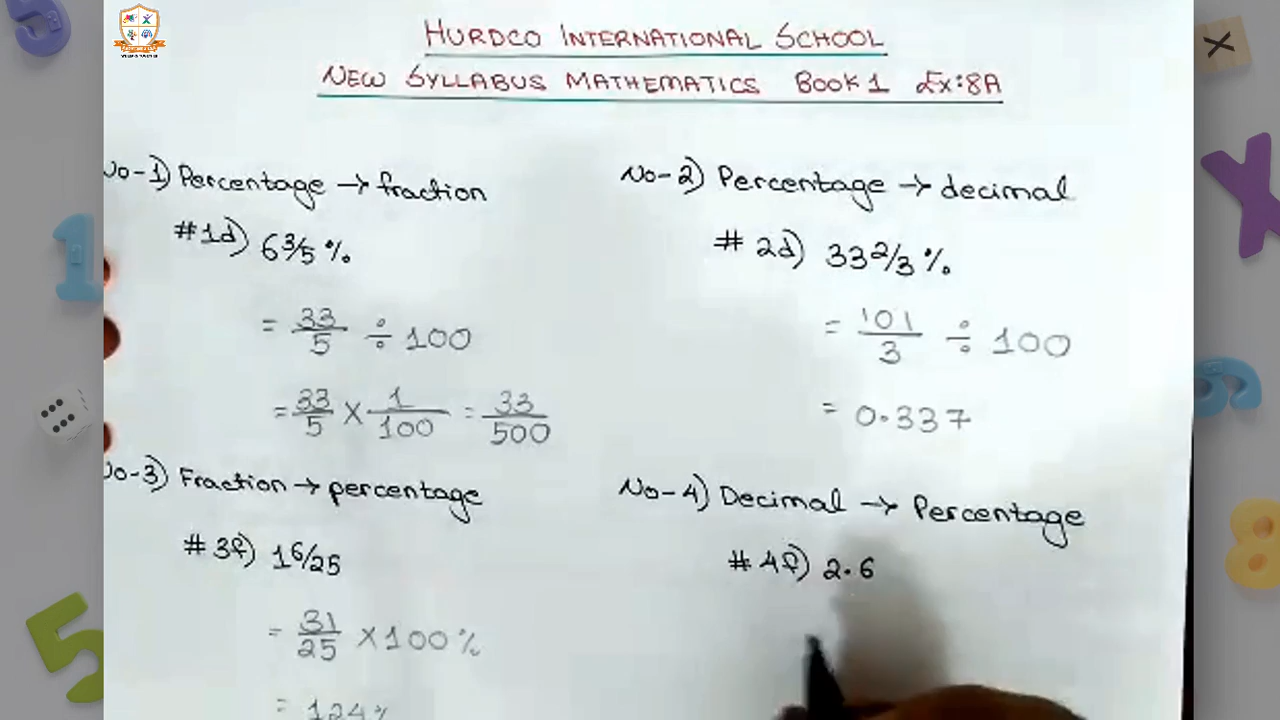 HURDCO INTERNATIONAL SCHOOL
NEW SYLLABUS MATHEMATICS BOOK 1 EX:8A
No-1) Percentage → fraction
#1d) 6 3/5 %
= 33/5 ÷ 100
= 33/5 × 1/100 = 33/500
No-2) Percentage → decimal
# 2d) 33 2/3 %
= 101/3 ÷ 100
= 0.337
No-3) Fraction → percentage
#3f) 1 6/25
= 31/25 × 100 %
= 124 %
No-4) Decimal → Percentage
# 4f) 2.6